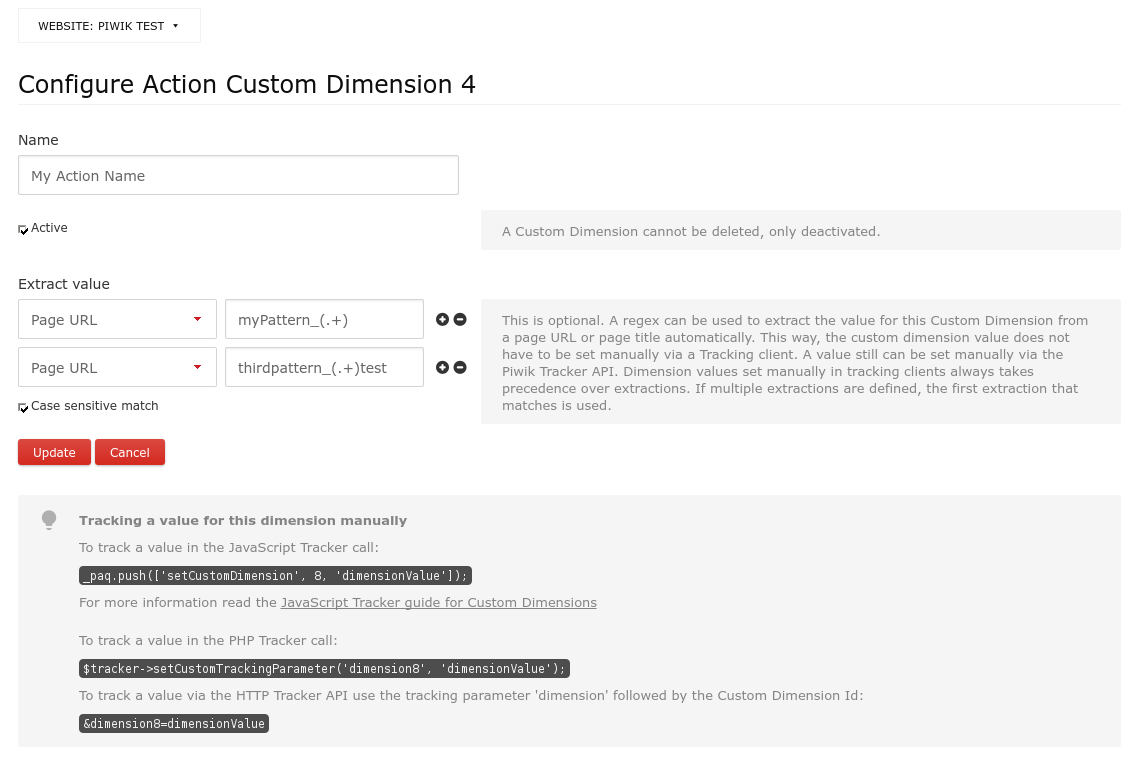 WEBSITE: PIWIK TEST
Configure Action Custom Dimension 4
Name
My Action Name
Active
A Custom Dimension cannot be deleted, only deactivated.
Extract value
Page URL myPattern_(.+)
Page URL thirdpattern_(.+)test
Case sensitive match
This is optional. A regex can be used to extract the value for this Custom Dimension from
a page URL or page title automatically. This way, the custom dimension value does not
have to be set manually via a Tracking client. A value still can be set manually via the
Piwik Tracker API. Dimension values set manually in tracking clients always takes
precedence over extractions. If multiple extractions are defined, the first extraction that
matches is used.
Update Cancel
Tracking a value for this dimension manually
To track a value in the JavaScript Tracker call:
_paq.push(['setCustomDimension', 8, 'dimensionValue']);
For more information read the JavaScript Tracker guide for Custom Dimensions
To track a value in the PHP Tracker call:
$tracker->setCustomTrackingParameter('dimension8', 'dimensionValue');
To track a value via the HTTP Tracker API use the tracking parameter 'dimension' followed by the Custom Dimension Id:
&dimension8=dimensionValue